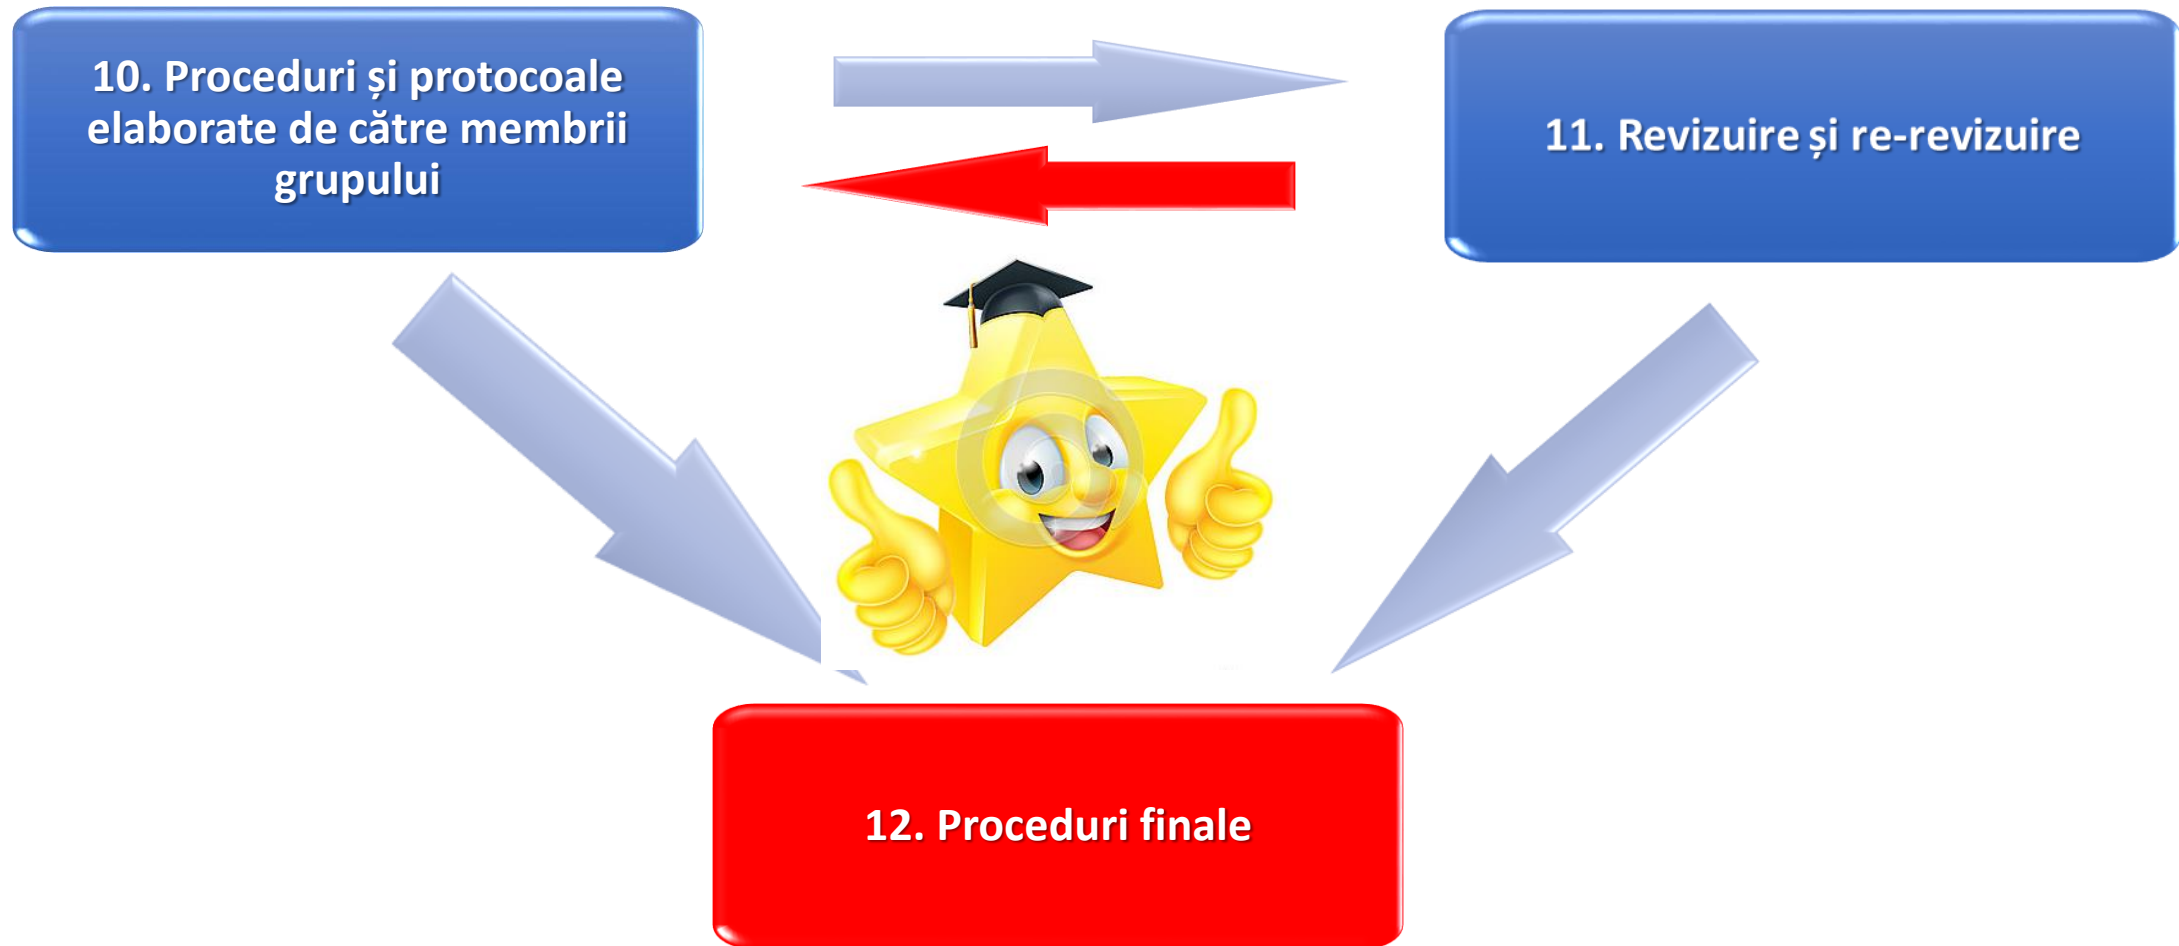 10. Proceduri și protocoale
elaborate de către membrii
grupului
11. Revizuire și re-revizuire
12. Proceduri finale